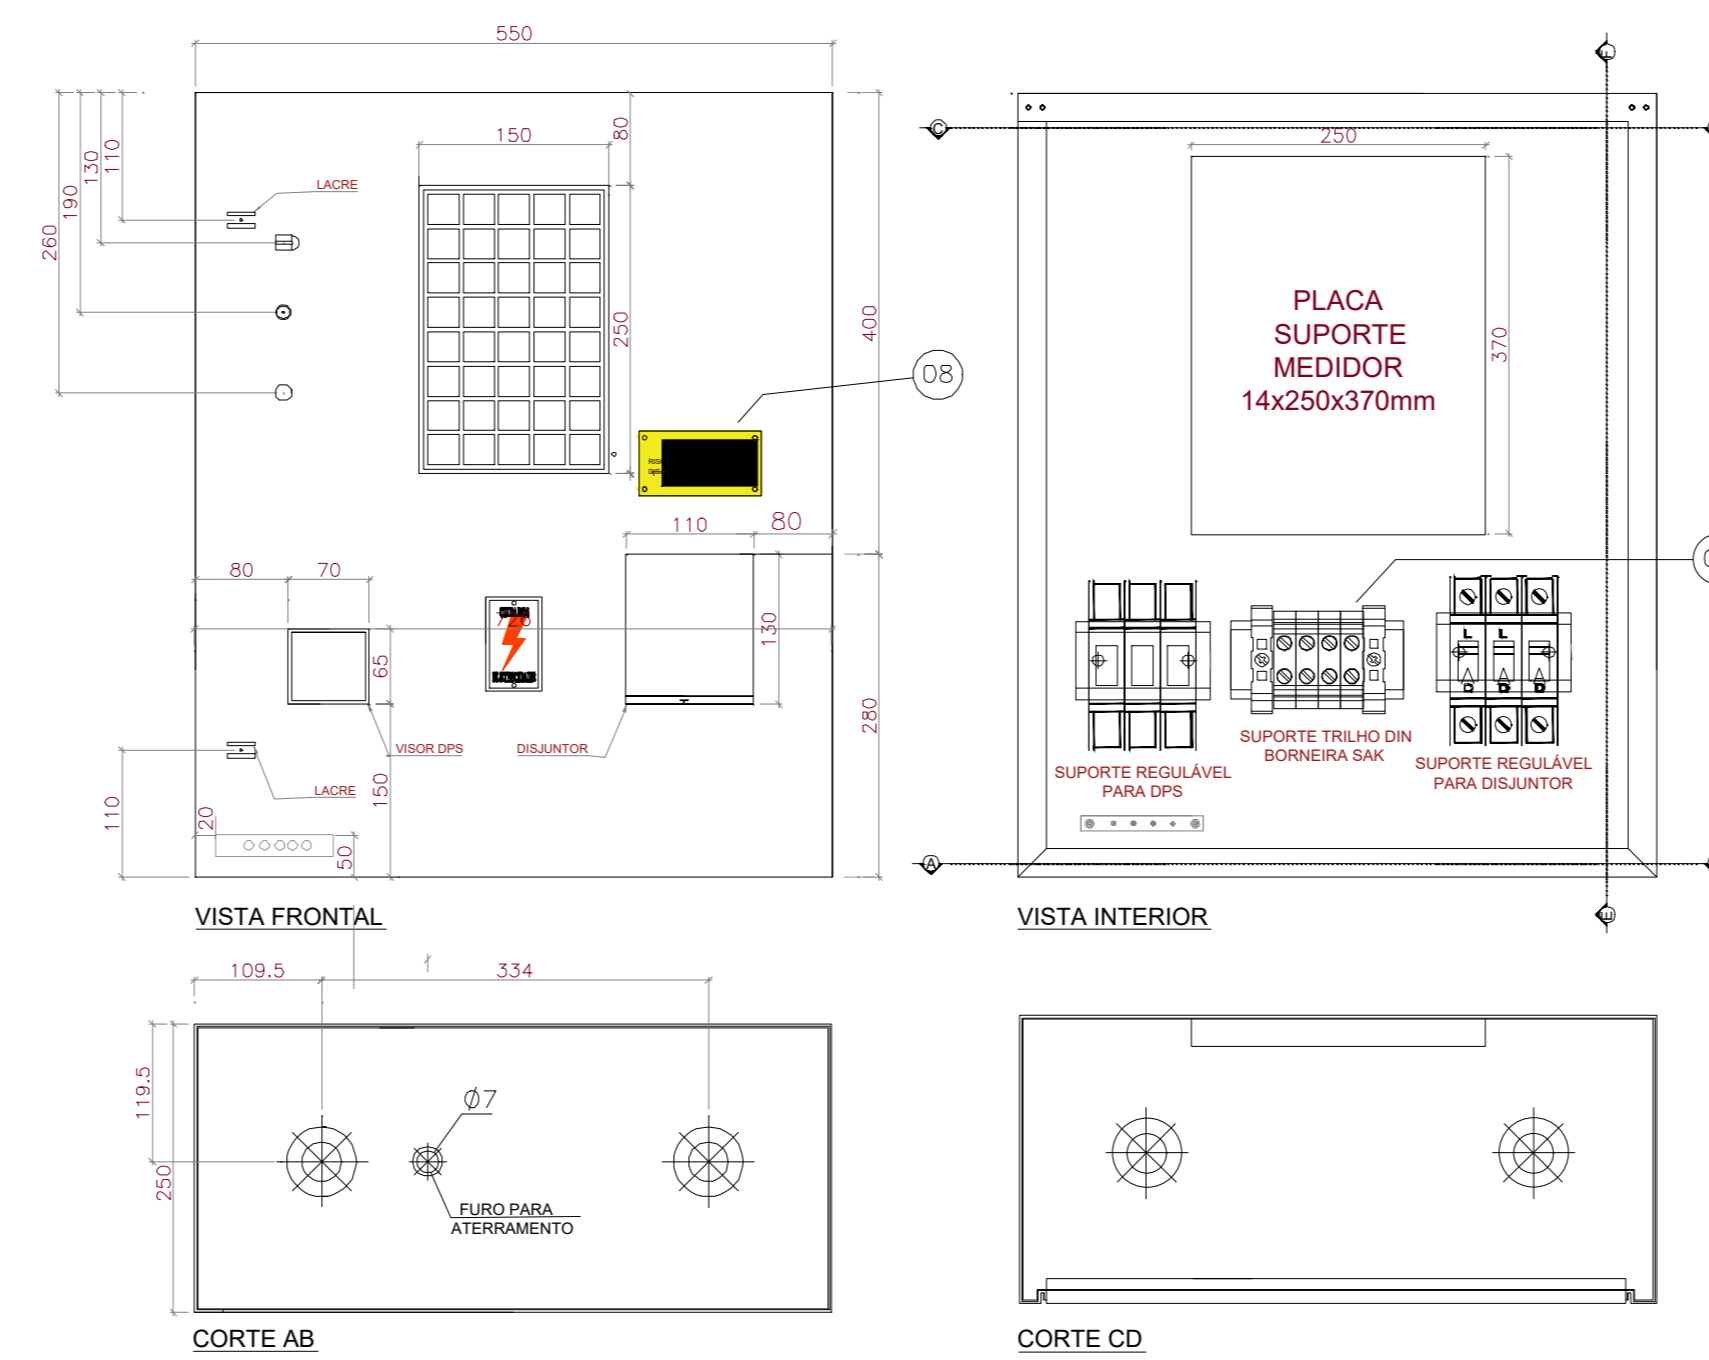 550
110
130
190
260
LACRE
150
80
250
400
08
110
80
80
70
130
65
280
VISOR DPS
DISJUNTOR
LACRE
110
20
150
50
VISTA FRONTAL
C
E
250
PLACA
SUPORTE
MEDIDOR
14x250x370mm
370
L L
D D D
SUPORTE REGULÁVEL
PARA DPS
SUPORTE TRILHO DIN
BORNEIRA SAK
SUPORTE REGULÁVEL
PARA DISJUNTOR
A
E
VISTA INTERIOR
109.5
334
119.5
250
Ø7
FURO PARA
ATERRAMENTO
CORTE AB
CORTE CD